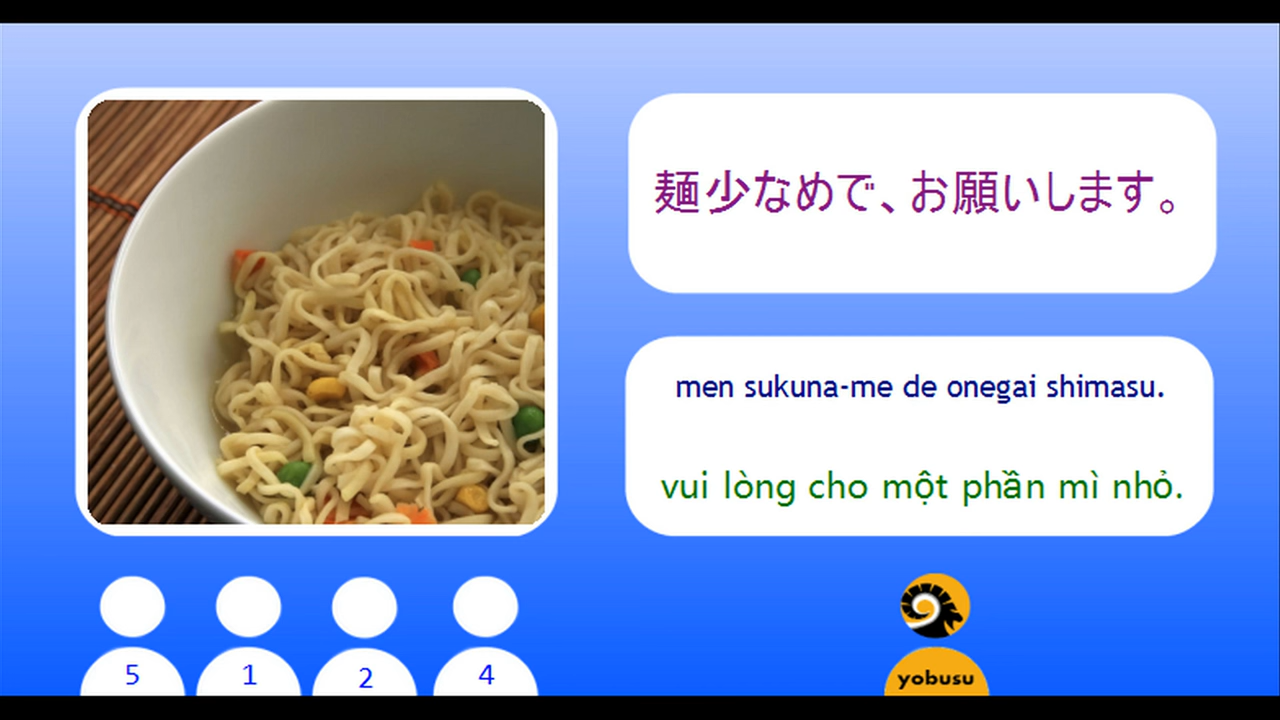 麺少なめで、お願いします。
men sukuna-me de onegai shimasu.
vui lòng cho một phần mì nhỏ.
5 1 2 4
yobusu